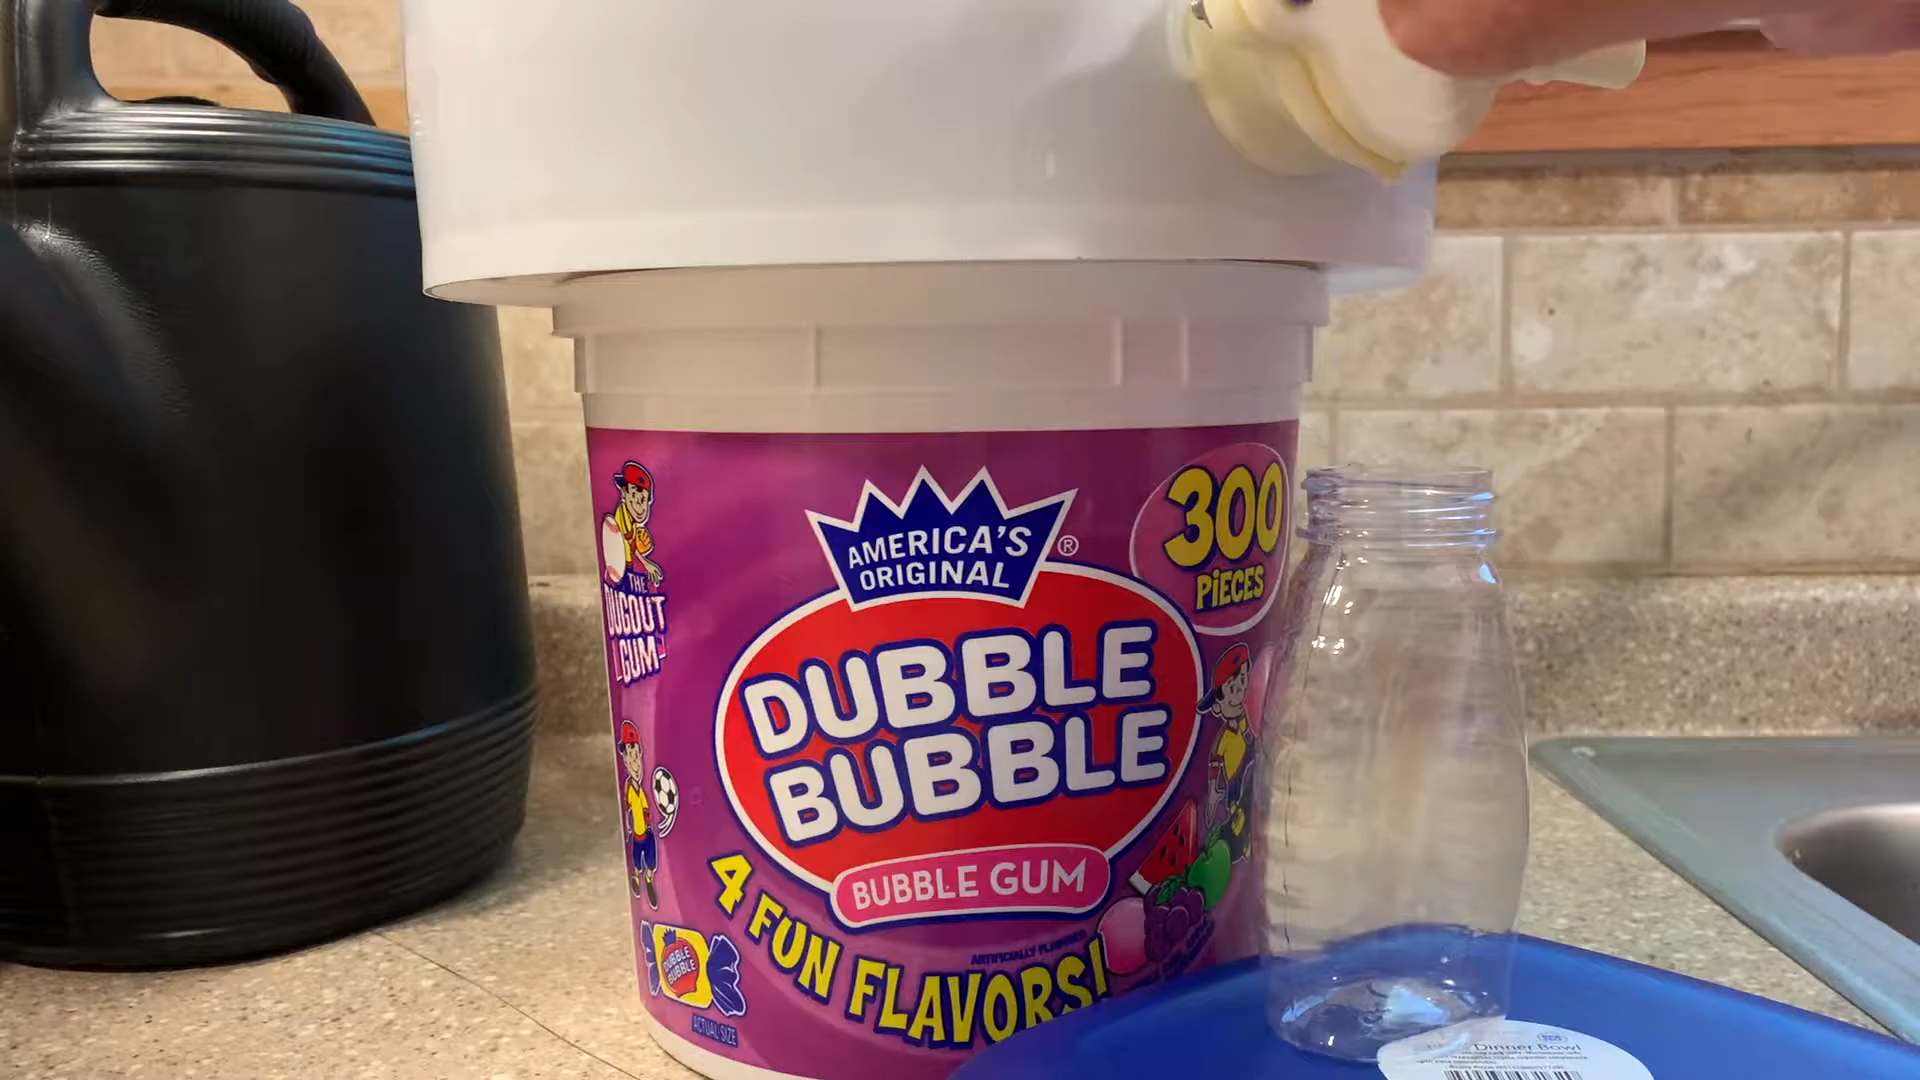 AMERICA'S
ORIGINAL
®
300
PiECES
THE
DUGOUT
GUM
DUBBLE
BUBBLE
BUBBLE GUM
4 FUN FLAVORS!
ARTIFICIALLY FLAVORED
DUBBLE
BUBBLE
ACTUAL SIZE
Dinner Bowl